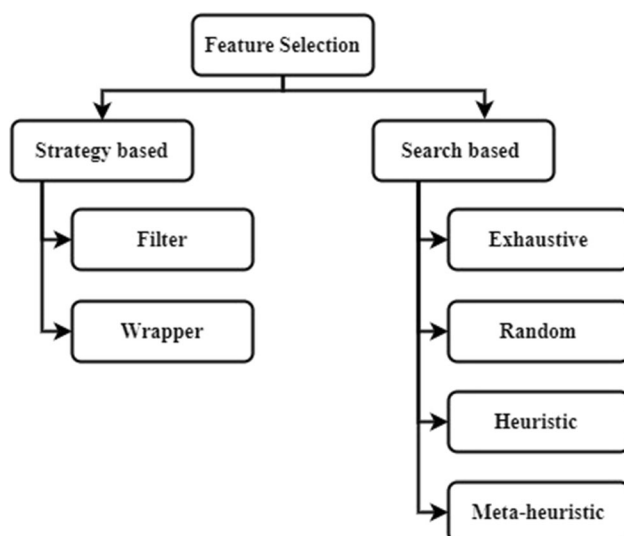 Feature Selection
Strategy based
Search based
Filter
Exhaustive
Wrapper
Random
Heuristic
Meta-heuristic